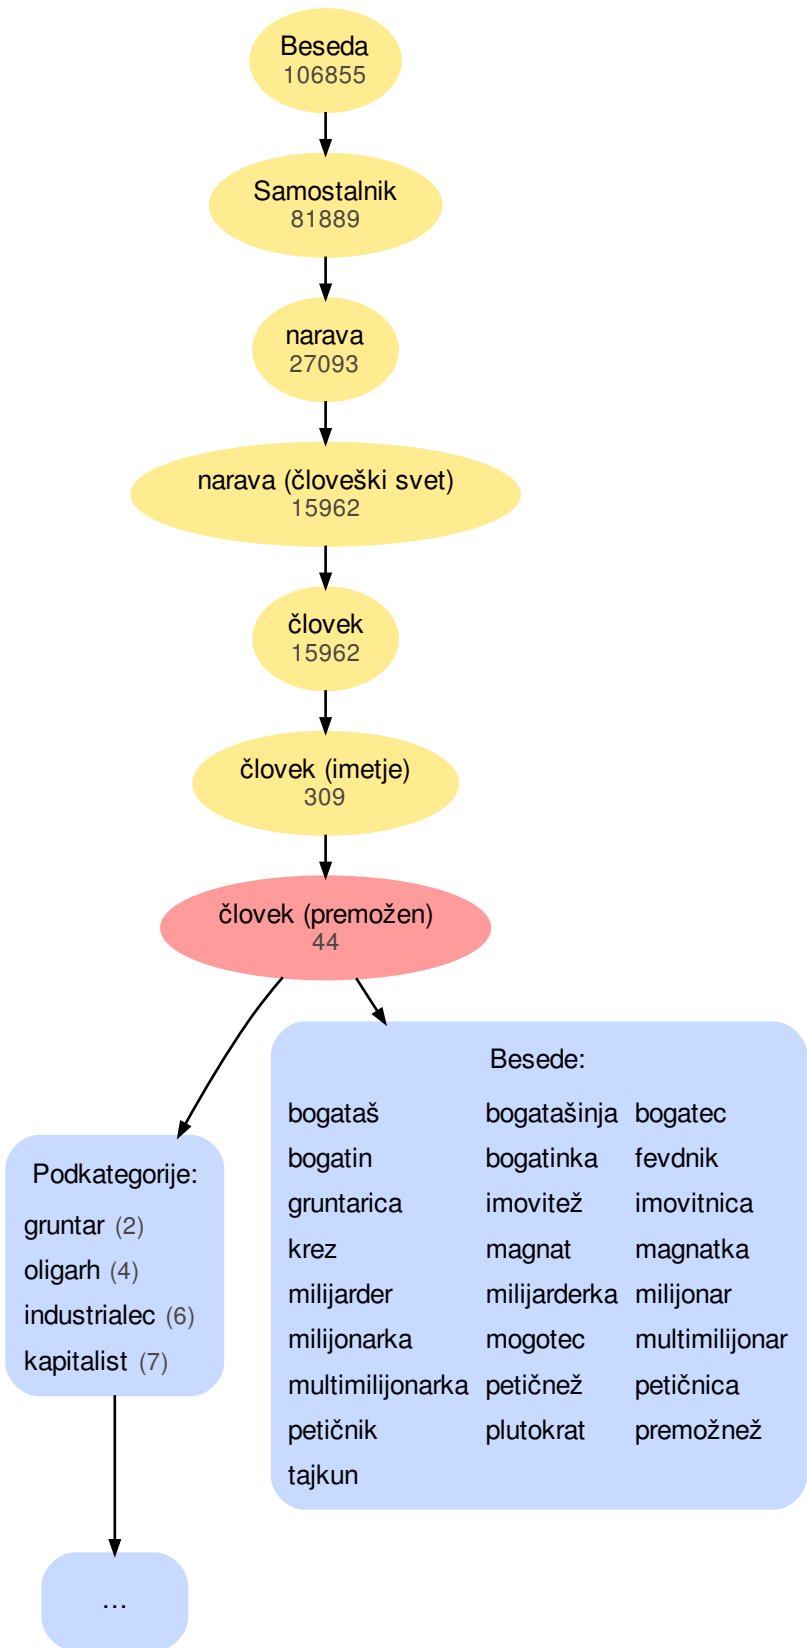 Beseda
106855
Samostalnik
81889
narava
27093
narava (človeški svet)
15962
človek
15962
človek (imetje)
309
človek (premožen)
44
Podkategorije:
gruntar (2)
oligarh (4)
industrialec (6)
kapitalist (7)
...
Besede:
bogataš bogatašinja bogatec
bogatin bogatinka fevdnik
gruntarica imovitež imovitnica
krez magnat magnatka
milijarder milijarderka milijonar
milijonarka mogotec multimilijonar
multimilijonarka petičnež petičnica
petičnik plutokrat premožnež
tajkun